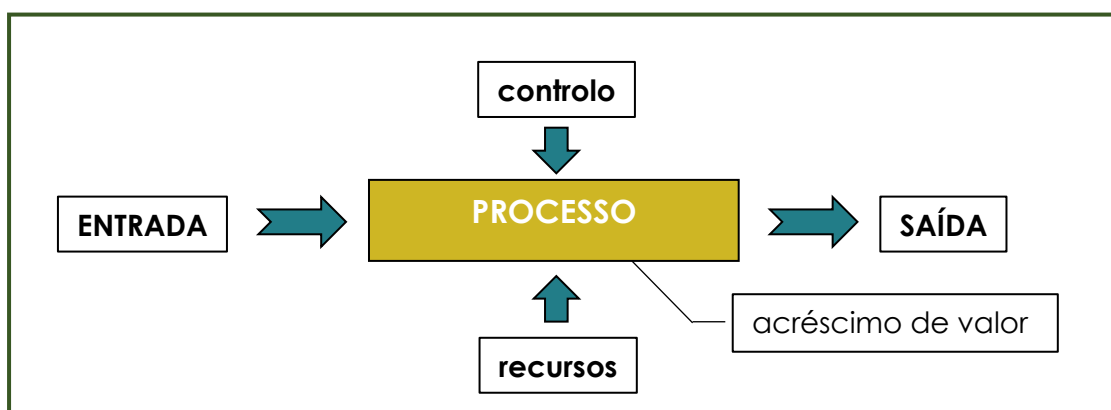 controlo
PROCESSO
ENTRADA
SAÍDA
acréscimo de valor
recursos